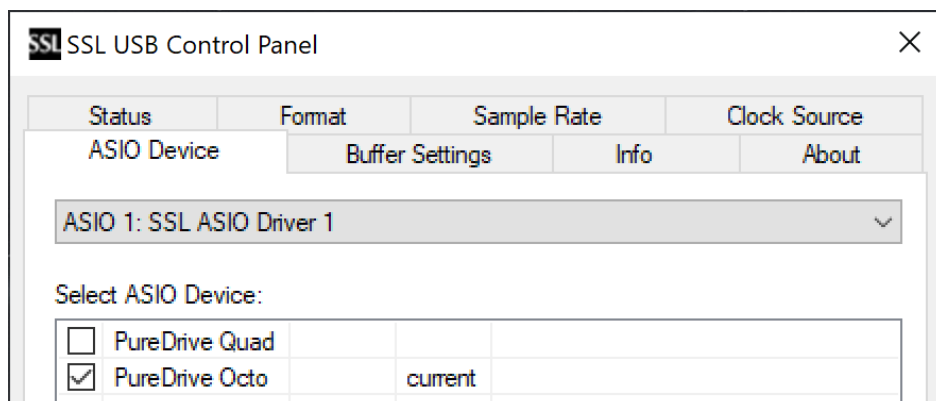 SSL SSL USB Control Panel
Status Format Sample Rate Clock Source
ASIO Device Buffer Settings Info About
ASIO 1: SSL ASIO Driver 1
Select ASIO Device:
PureDrive Quad
PureDrive Octo current